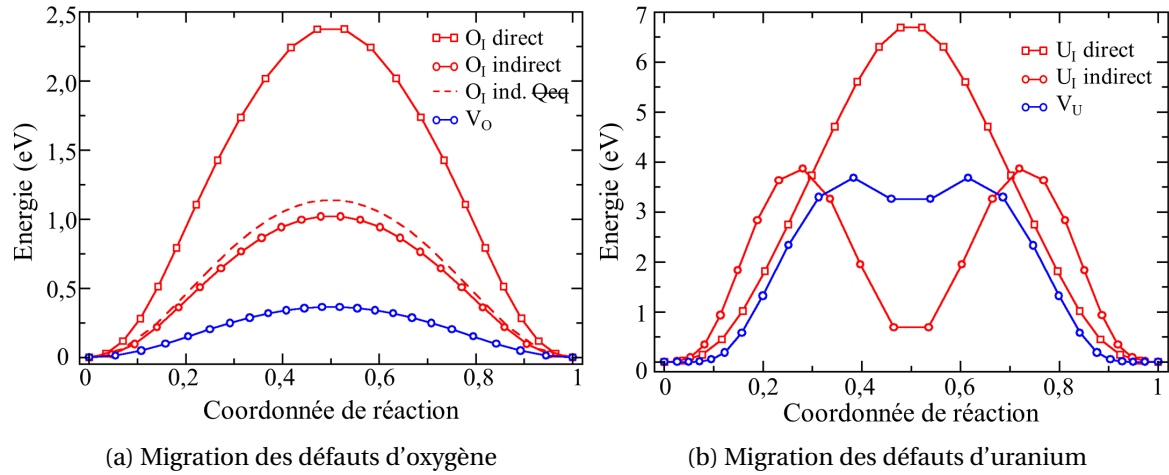 2,5
2.0
1.5
1.0
0,5
0
Energie (eV)
O_I direct
O_I indirect
O_I ind. Qeq
V_O
0
0,2
0,4
0,6
0,8
1
Coordonnée de réaction
(a) Migration des défauts d'oxygène
7
6
5
4
3
2
1
0
Energie (eV)
U_I direct
U_I indirect
V_U
0
0,2
0,4
0,6
0,8
1
Coordonnée de réaction
(b) Migration des défauts d'uranium